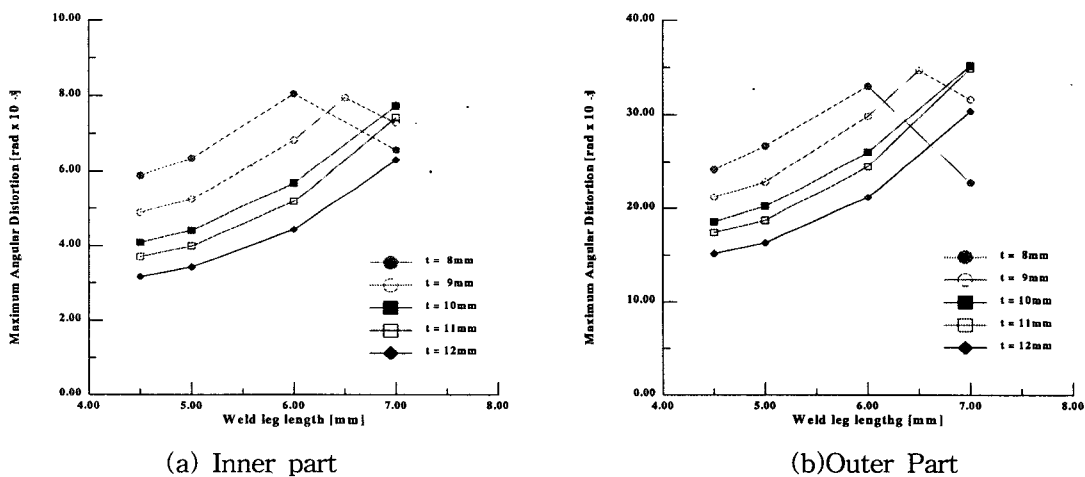 10.00
8.00
6.00
4.00
2.00
0.00
Maximum Angular Distortion [rad x 10 -3]
4.00 5.00 6.00 7.00 8.00
Weld leg length [mm]
t = 8mm
t = 9mm
t = 10mm
t = 11mm
t = 12mm
(a) Inner part
40.00
30.00
20.00
10.00
0.00
Maximum Angular Distortion [rad x 10 -3]
4.00 5.00 6.00 7.00 8.00
Weld leg lengthg [mm]
t = 8mm
t = 9mm
t = 10mm
t = 11mm
t = 12mm
(b)Outer Part